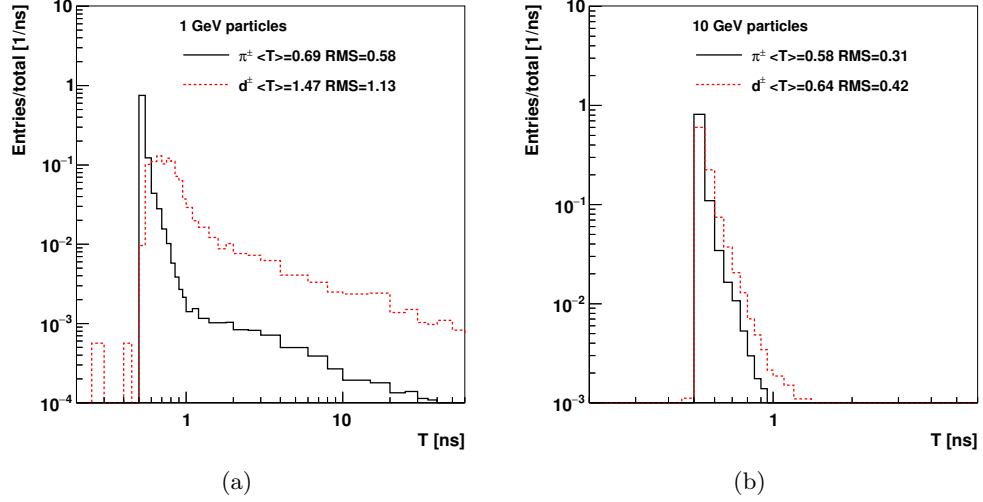 1 GeV particles
π± <T>=0.69 RMS=0.58
d± <T>=1.47 RMS=1.13
Entries/total [1/ns]
10
1
10⁻¹
10⁻²
10⁻³
10⁻⁴
1
10
T [ns]
(a)
10 GeV particles
π± <T>=0.58 RMS=0.31
d± <T>=0.64 RMS=0.42
Entries/total [1/ns]
10
1
10⁻¹
10⁻²
10⁻³
1
T [ns]
(b)